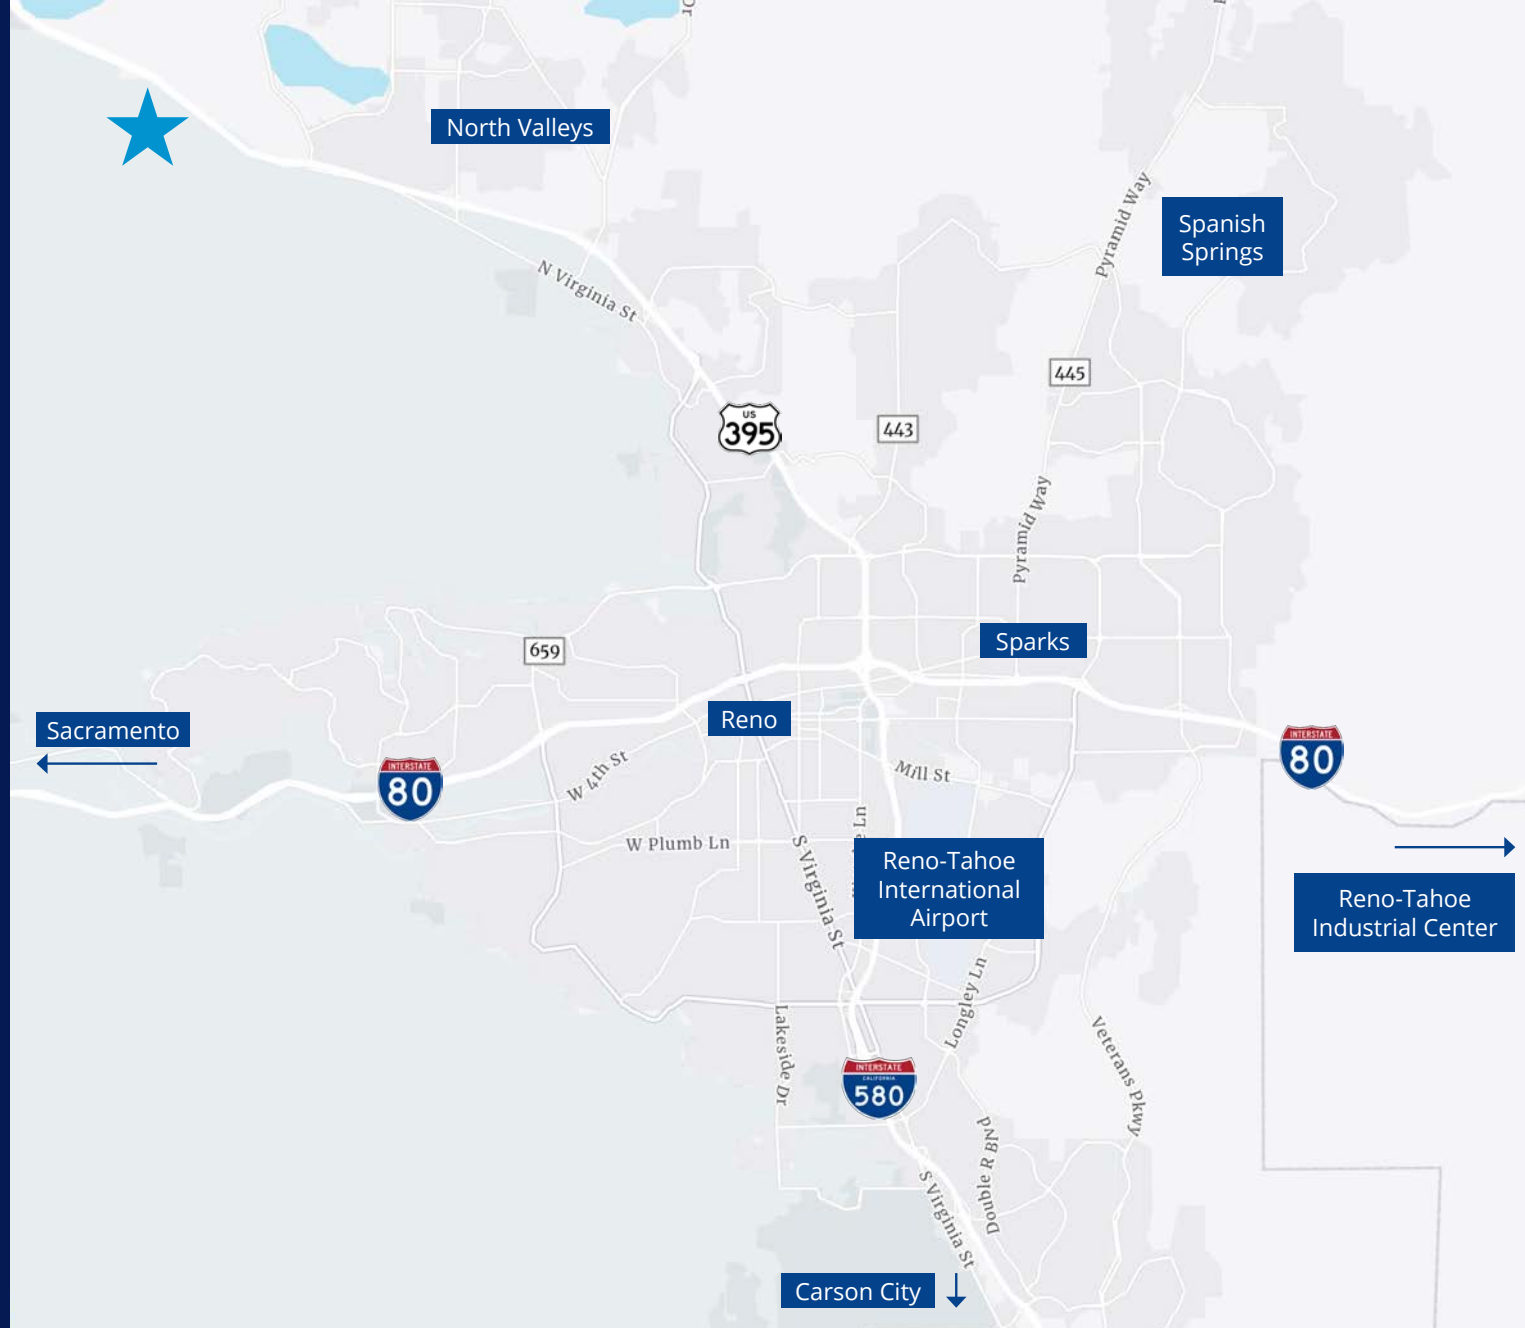 North Valleys
Pyramid Way
Spanish
Springs
N Virginia St
445
US
395
443
Pyramid Way
Sparks
659
Reno
Sacramento
INTERSTATE
80
INTERSTATE
80
W 4th St
Mill St
W Plumb Ln
S Virginia St
Ln
Reno-Tahoe
International
Airport
Reno-Tahoe
Industrial Center
Longley Ln
Lakeside Dr
Veterans Pkwy
INTERSTATE
CALIFORNIA
580
Double R Blvd
S Virginia St
Carson City